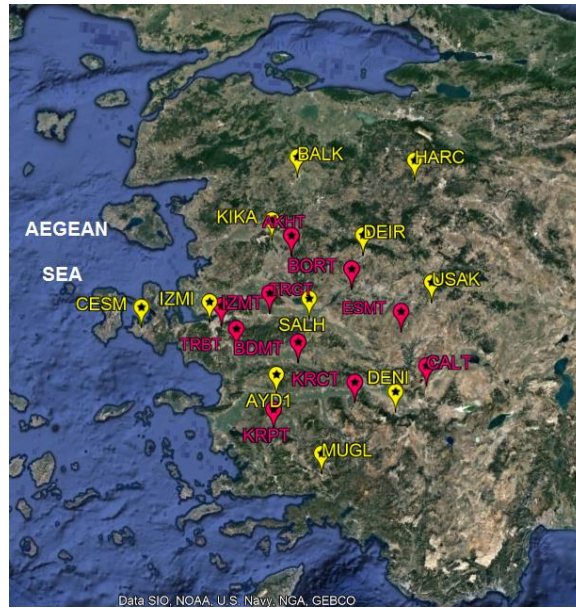 BALK
HARC
KIKA
AKHT
DEIR
AEGEAN
BORT
SEA
USAK
CESM
IZMI
IZMT
TRGT
SALH
ESMT
TRBT
BDMT
KRCT
DENI
CALT
AYD1
KRPT
MUGL
Data SIO, NOAA, U.S. Navy, NGA, GEBCO